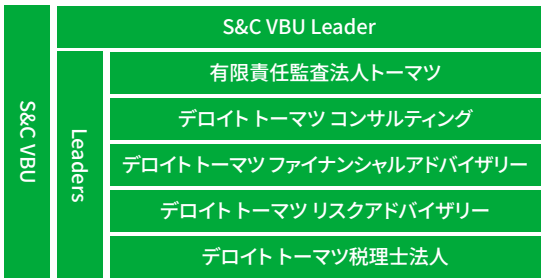 S&C VBU
S&C VBU Leader
Leaders
有限責任監査法人トーマツ
デロイト トーマツ コンサルティング
デロイト トーマツ ファイナンシャルアドバイザリー
デロイト トーマツ リスクアドバイザリー
デロイト トーマツ税理士法人